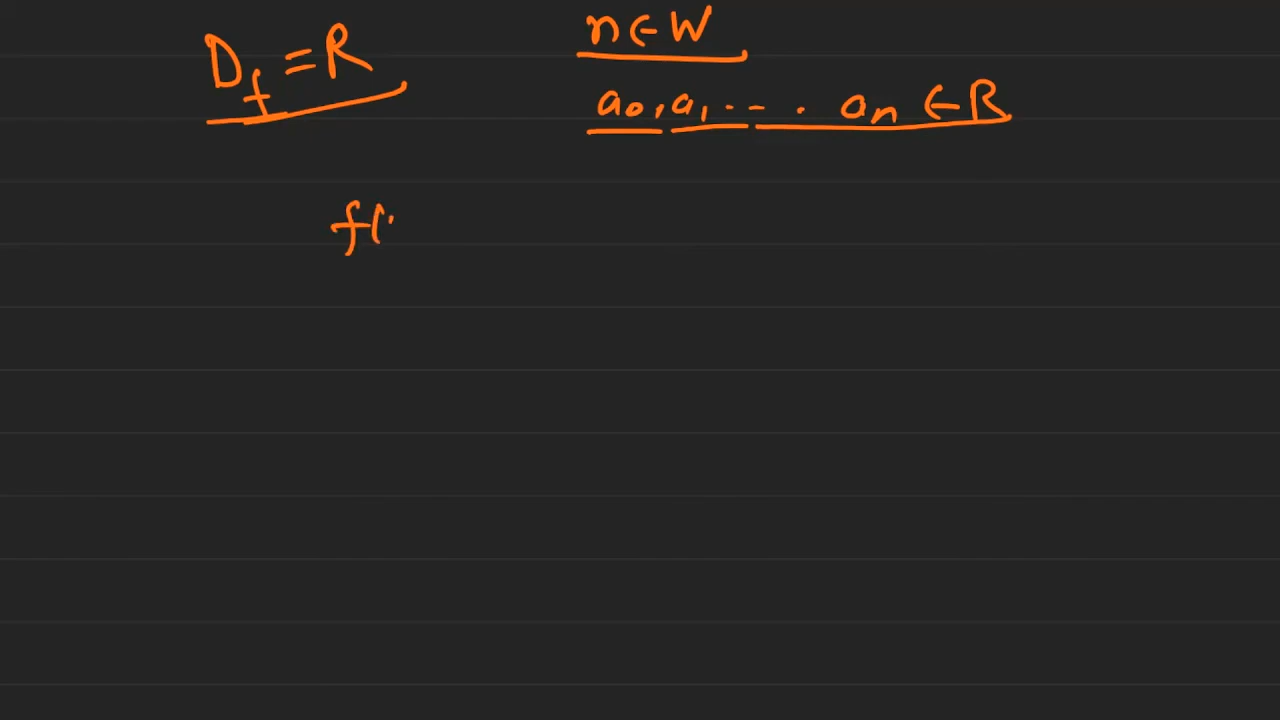 D_f = R
n ∈ W
a₀, a₁ ... . aₙ ∈ R
f(